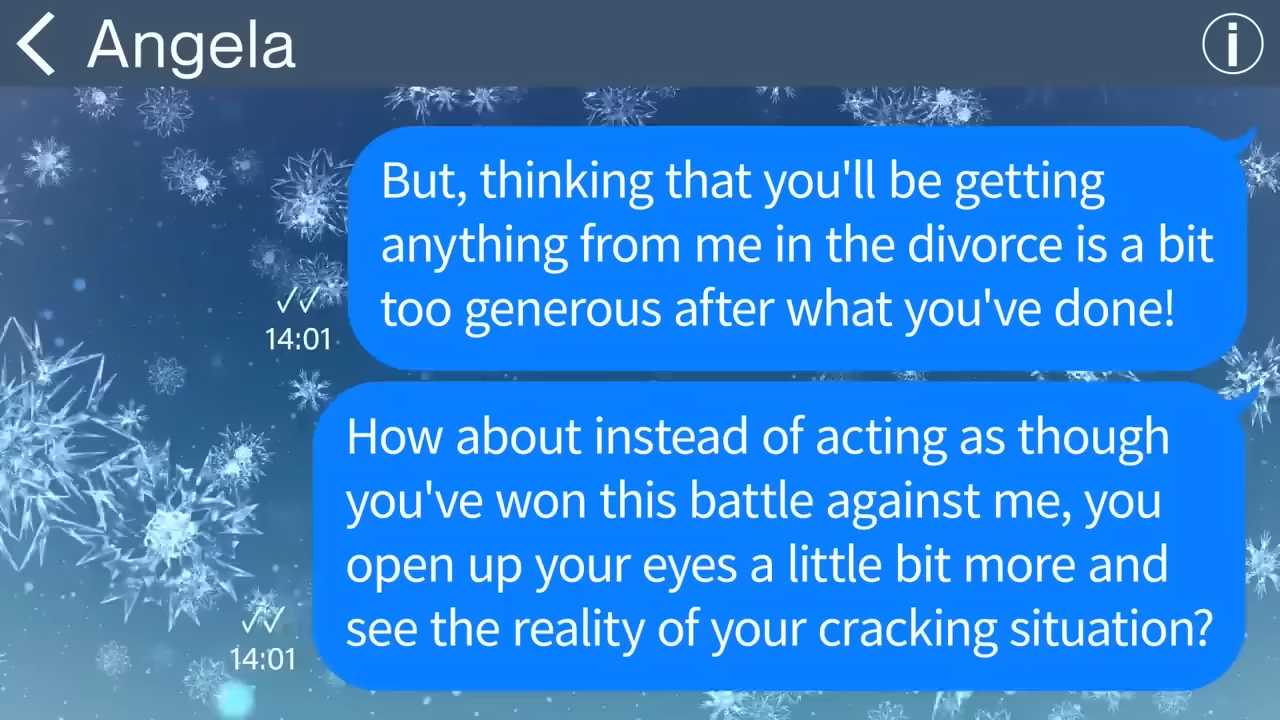 Angela
But, thinking that you'll be getting
anything from me in the divorce is a bit
too generous after what you've done!
14:01
How about instead of acting as though
you've won this battle against me, you
open up your eyes a little bit more and
see the reality of your cracking situation?
14:01